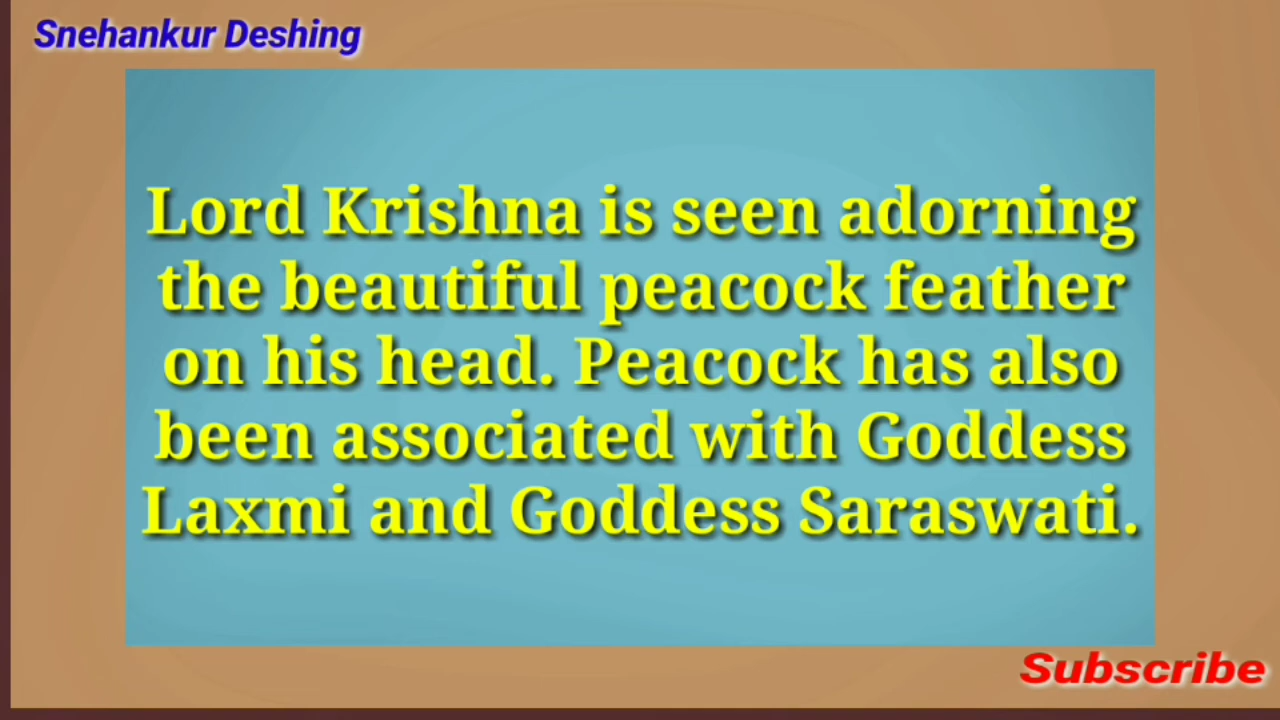 Snehankur Deshing
Lord Krishna is seen adorning
the beautiful peacock feather
on his head. Peacock has also
been associated with Goddess
Laxmi and Goddess Saraswati.
Subscribe